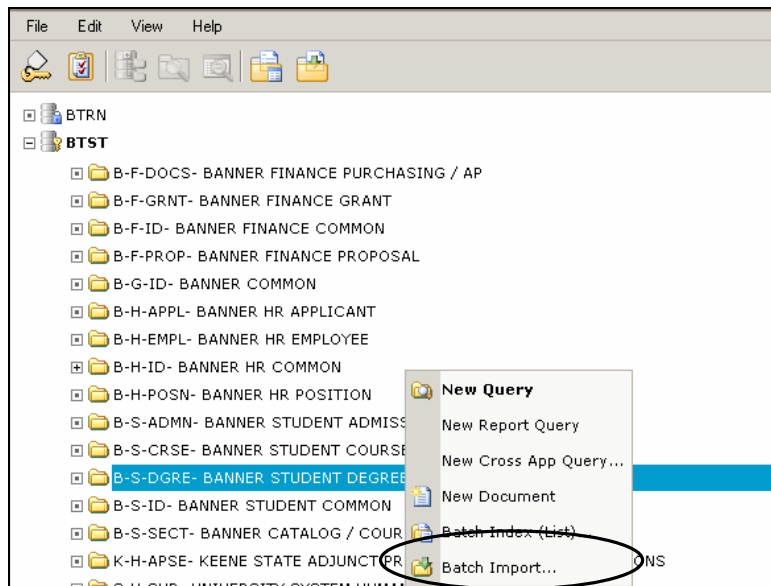 File Edit View Help
BTRN
BTST
B-F-DOCS- BANNER FINANCE PURCHASING / AP
B-F-GRNT- BANNER FINANCE GRANT
B-F-ID- BANNER FINANCE COMMON
B-F-PROP- BANNER FINANCE PROPOSAL
B-G-ID- BANNER COMMON
B-H-APPL- BANNER HR APPLICANT
B-H-EMPL- BANNER HR EMPLOYEE
B-H-ID- BANNER HR COMMON
B-H-POSN- BANNER HR POSITION
B-S-ADMN- BANNER STUDENT ADMISS
B-S-CRSE- BANNER STUDENT COURSE
B-S-DGRE- BANNER STUDENT DEGREE
B-S-ID- BANNER STUDENT COMMON
B-S-SECT- BANNER CATALOG / COUR
K-H-APSE- KEENE STATE ADJUNCT PR ONS
New Query
New Report Query
New Cross App Query...
New Document
Batch Index (List)...
Batch Import...